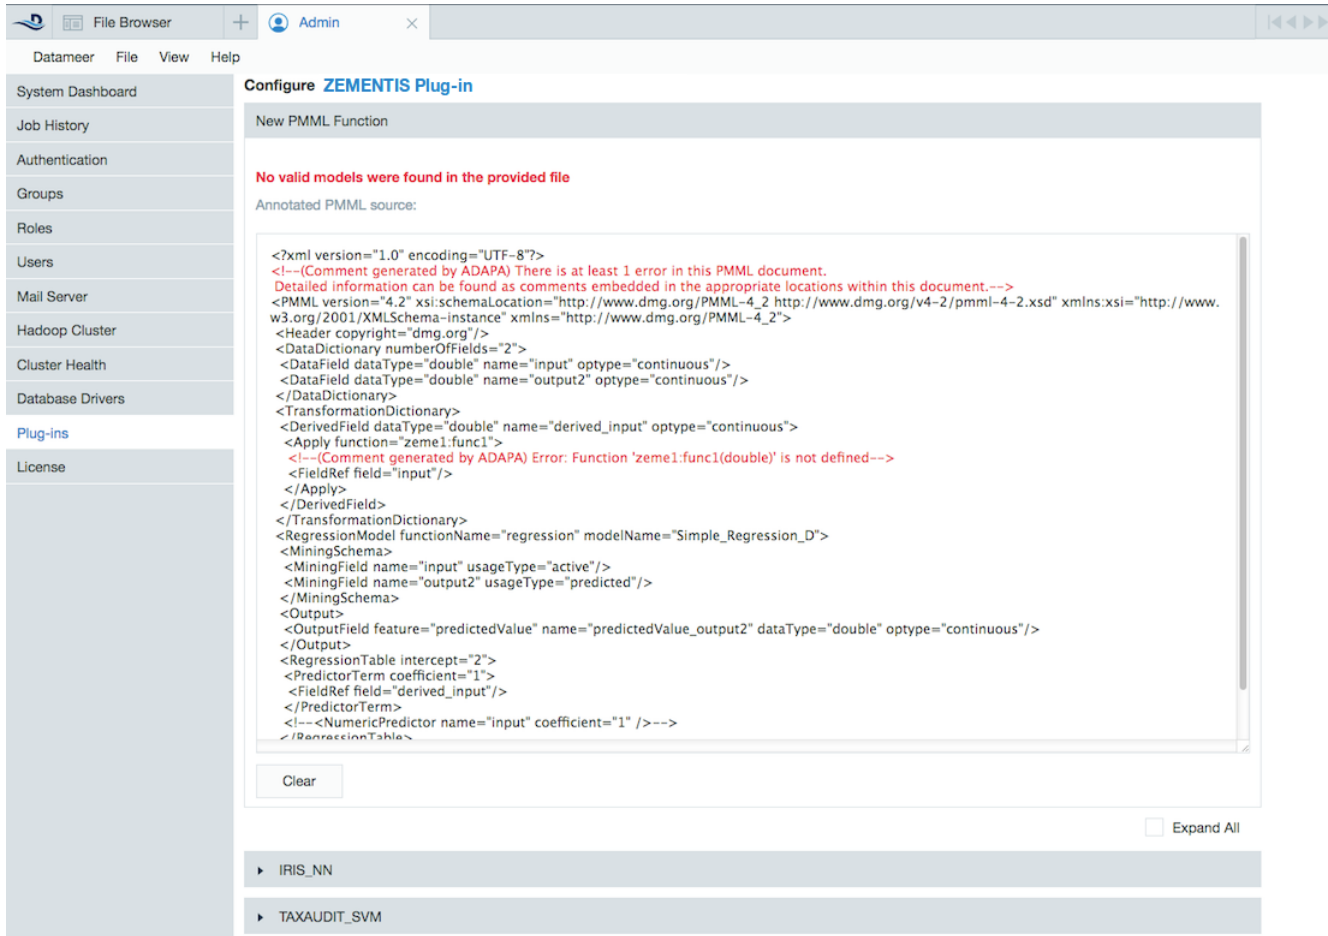 File Browser
Admin
Datameer File View Help
System Dashboard
Job History
Authentication
Groups
Roles
Users
Mail Server
Hadoop Cluster
Cluster Health
Database Drivers
Plug-ins
License
Configure ZEMENTIS Plug-in
New PMML Function
No valid models were found in the provided file
Annotated PMML source:
<?xml version="1.0" encoding="UTF-8"?>
<!--(Comment generated by ADAPA) There is at least 1 error in this PMML document.
Detailed information can be found as comments embedded in the appropriate locations within this document.-->
<PMML version="4.2" xsi:schemaLocation="http://www.dmg.org/PMML-4_2 http://www.dmg.org/v4-2/pmml-4-2.xsd" xmlns:xsi="http://www.
w3.org/2001/XMLSchema-instance" xmlns="http://www.dmg.org/PMML-4_2">
<Header copyright="dmg.org"/>
<DataDictionary numberOfFields="2">
<DataField dataType="double" name="input" optype="continuous"/>
<DataField dataType="double" name="output2" optype="continuous"/>
</DataDictionary>
<TransformationDictionary>
<DerivedField dataType="double" name="derived_input" optype="continuous">
<Apply function="zeme1:func1">
<!--(Comment generated by ADAPA) Error: Function 'zeme1:func1(double)' is not defined-->
<FieldRef field="input"/>
</Apply>
</DerivedField>
</TransformationDictionary>
<RegressionModel functionName="regression" modelName="Simple_Regression_D">
<MiningSchema>
<MiningField name="input" usageType="active"/>
<MiningField name="output2" usageType="predicted"/>
</MiningSchema>
<Output>
<OutputField feature="predictedValue" name="predictedValue_output2" dataType="double" optype="continuous"/>
</Output>
<RegressionTable intercept="2">
<PredictorTerm coefficient="1">
<FieldRef field="derived_input"/>
</PredictorTerm>
<!--<NumericPredictor name="input" coefficient="1" />-->
</RegressionTable>
Clear
Expand All
IRIS_NN
TAXAUDIT_SVM